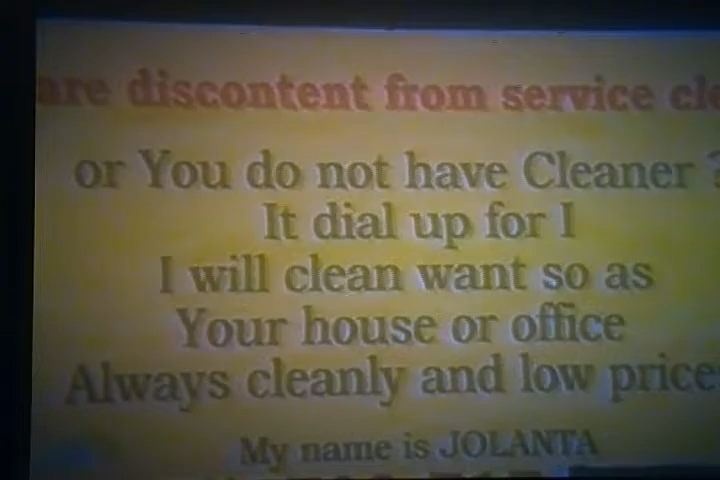 are discontent from service
or You do not have Cleaner ?
It dial up for I
I will clean want so as
Your house or office
Always cleanly and low price
My name is JOLANTA